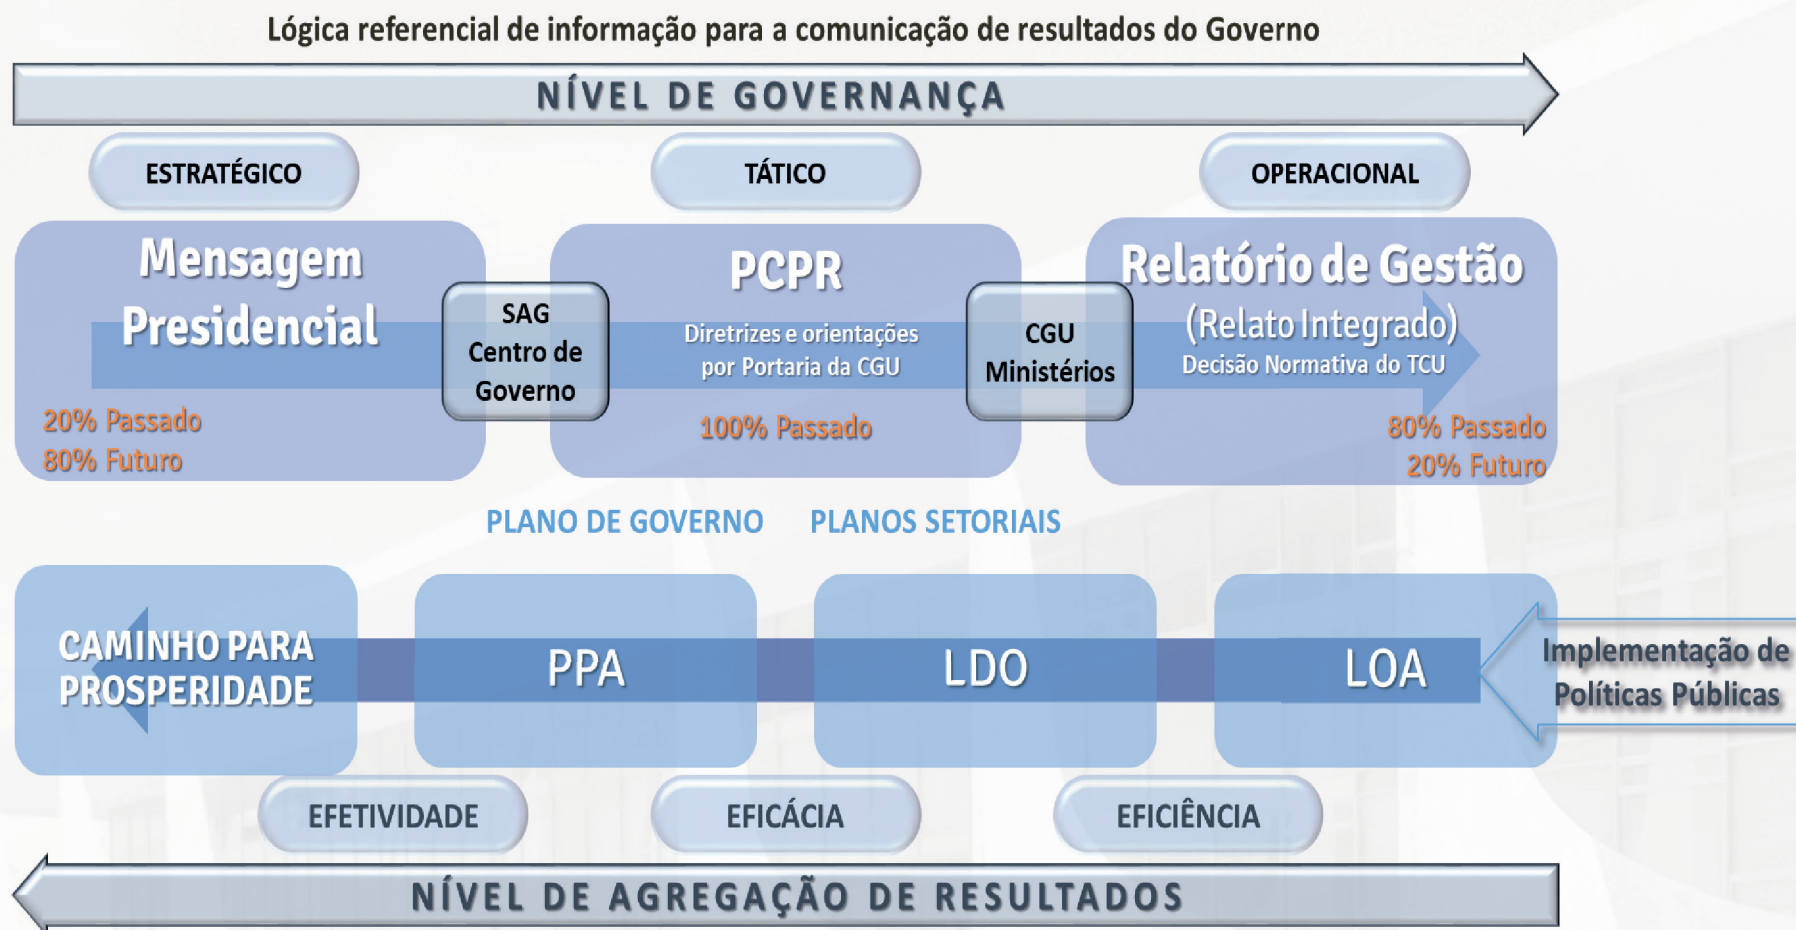 Lógica referencial de informação para a comunicação de resultados do Governo
NÍVEL DE GOVERNANÇA
ESTRATÉGICO
TÁTICO
OPERACIONAL
Mensagem
Presidencial
20% Passado
80% Futuro
SAG
Centro de
Governo
PCPR
Diretrizes e orientações
por Portaria da CGU
100% Passado
CGU
Ministérios
Relatório de Gestão
(Relato Integrado)
Decisão Normativa do TCU
80% Passado
20% Futuro
PLANO DE GOVERNO
PLANOS SETORIAIS
CAMINHO PARA
PROSPERIDADE
PPA
LDO
LOA
Implementação de
Políticas Públicas
EFETIVIDADE
EFICÁCIA
EFICIÊNCIA
NÍVEL DE AGREGAÇÃO DE RESULTADOS